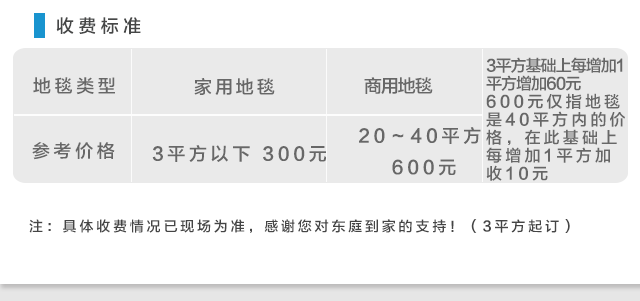 收费标准
地毯类型
家用地毯
商用地毯
3平方基础上每增加1
平方增加60元
600元仅指地毯
是40平方内的价
格，在此基础上
每增加1平方加
收10元
参考价格
3平方以下 300元
20~40平方
600元
注：具体收费情况已现场为准，感谢您对东庭到家的支持！（3平方起订）